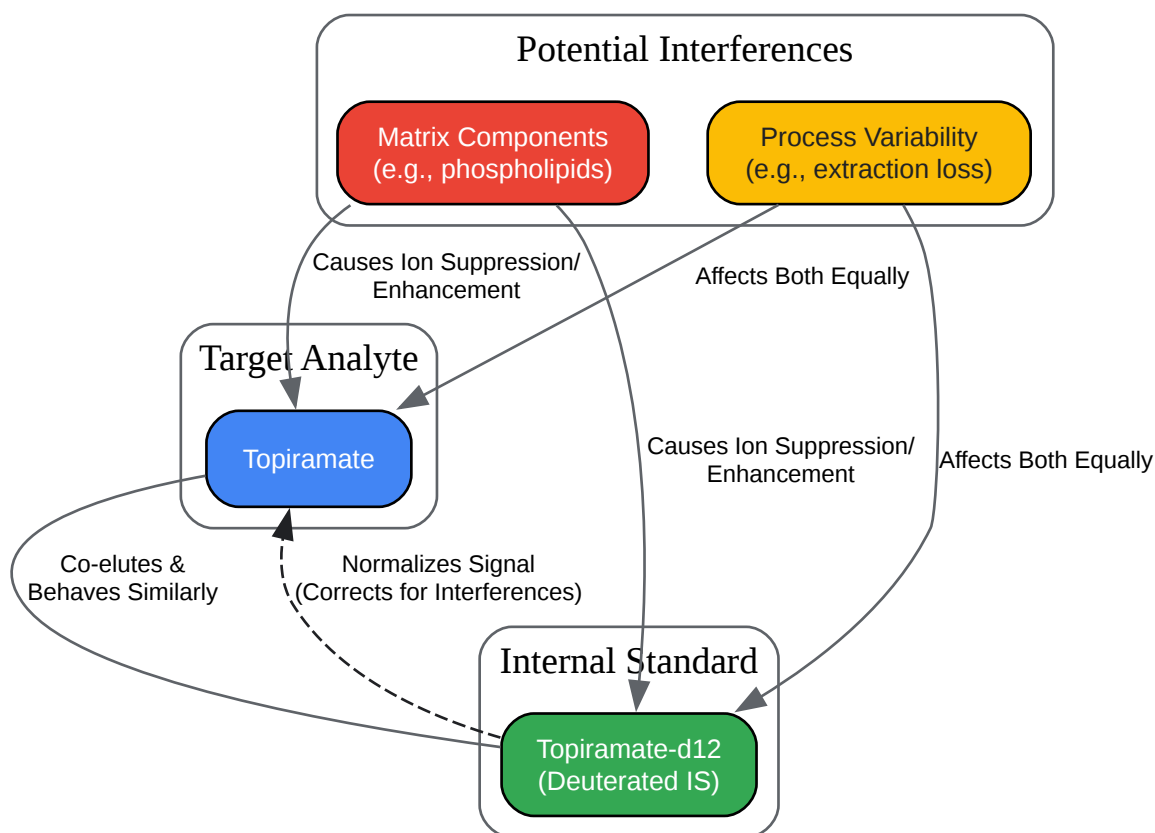 Potential Interferences
Matrix Components
(e.g., phospholipids)
Process Variability
(e.g., extraction loss)
Causes Ion Suppression/
Enhancement
Affects Both Equally
Target Analyte
Topiramate
Causes Ion Suppression/
Enhancement
Affects Both Equally
Co-elutes &
Behaves Similarly
Normalizes Signal
(Corrects for Interferences)
Internal Standard
Topiramate-d12
(Deuterated IS)